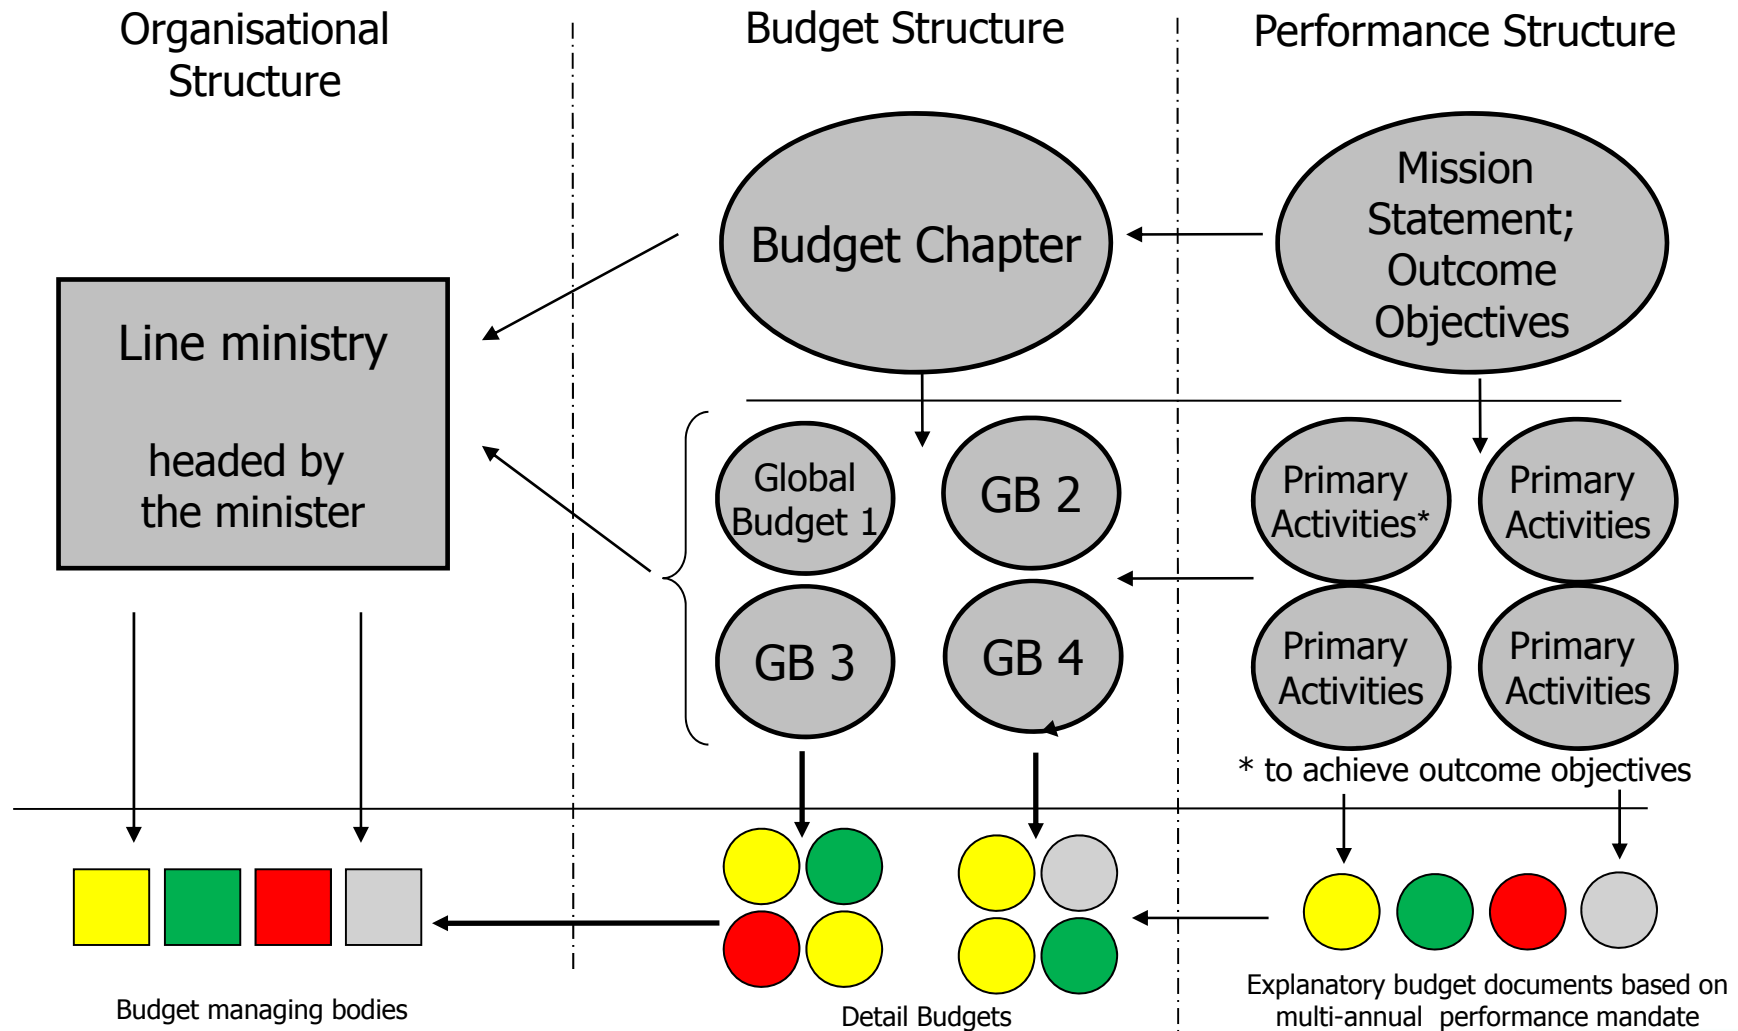 Organisational
Structure
Budget Structure
Performance Structure
Line ministry
headed by
the minister
Budget Chapter
Mission
Statement;
Outcome
Objectives
Global
Budget 1
GB 2
GB 3
GB 4
Primary
Activities*
Primary
Activities
Primary
Activities
Primary
Activities
* to achieve outcome objectives
Budget managing bodies
Detail Budgets
Explanatory budget documents based on
multi-annual performance mandate